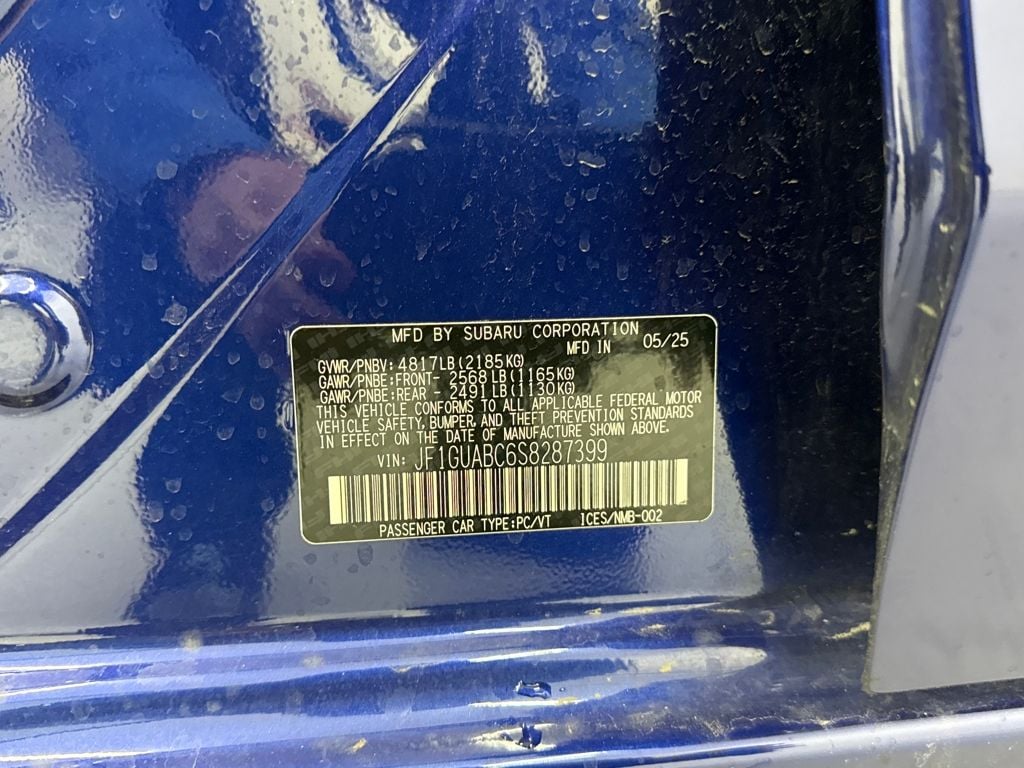 MFD BY SUBARU CORPORATION
MFD IN 05/25
GVWR/PNBV: 4817LB(2185KG)
GAWR/PNBE:FRONT- 2568LB(1165KG)
GAWR/PNBE:REAR - 2491LB(1130KG)
THIS VEHICLE CONFORMS TO ALL APPLICABLE FEDERAL MOTOR
VEHICLE SAFETY, BUMPER, AND THEFT PREVENTION STANDARDS
IN EFFECT ON THE DATE OF MANUFACTURE SHOWN ABOVE.
VIN: JF1GUABC6S8287399
PASSENGER CAR TYPE:PC/VT ICES/NMB-002